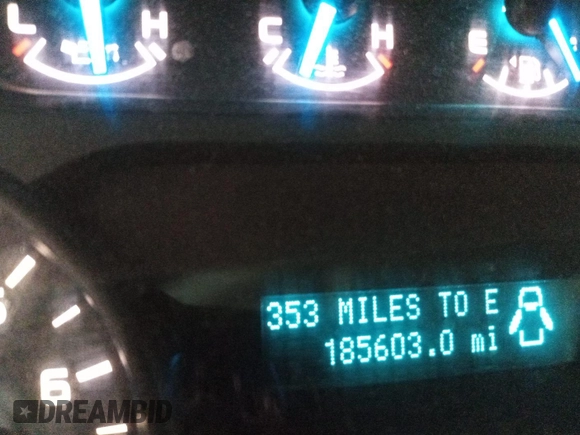 L H
C H
E
353 MILES TO E
185603.0 mi
6
DREAMBID